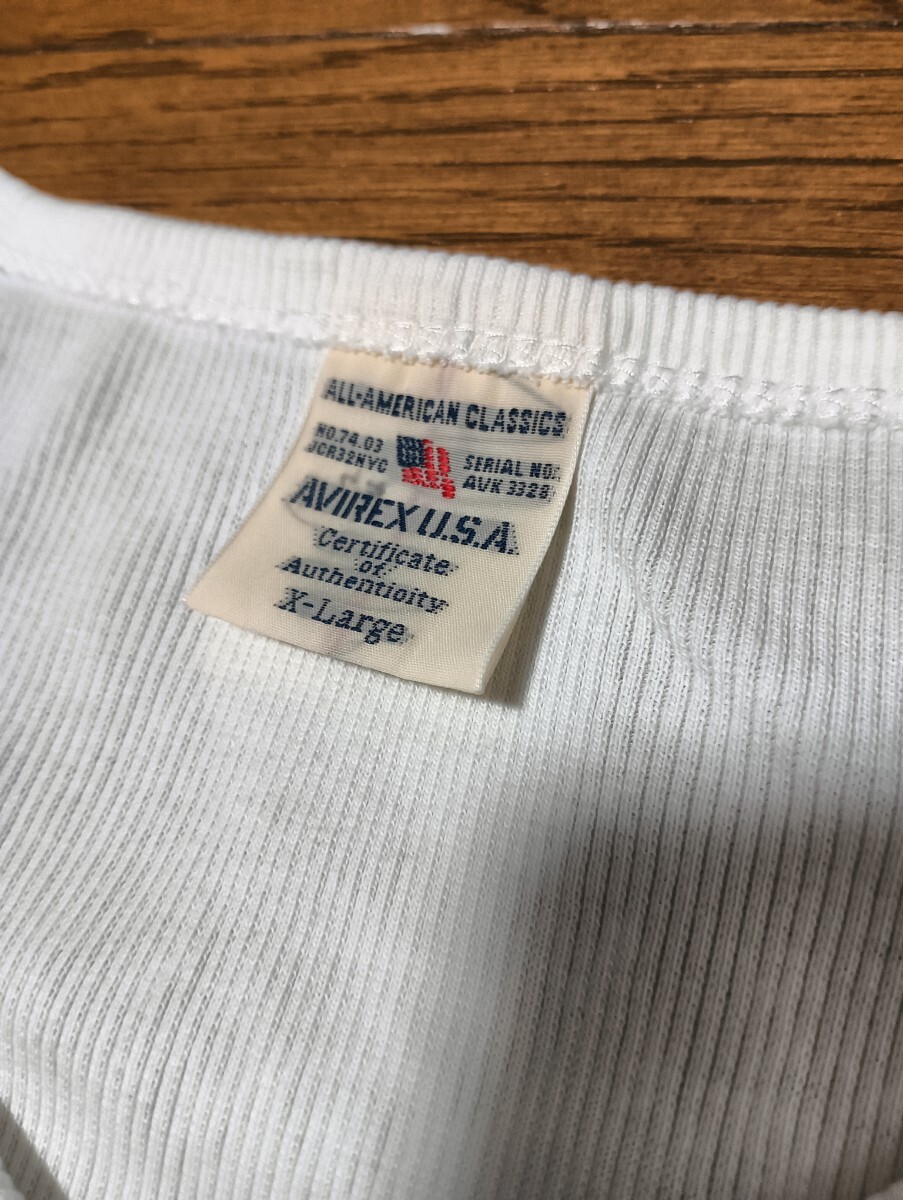 ALL-AMERICAN CLASSICS
NO.74.03
JCR32NYC
SERIAL NO:
AVK 3328
AVIREX U.S.A.
Certificate
of
Authenticity
X-Large